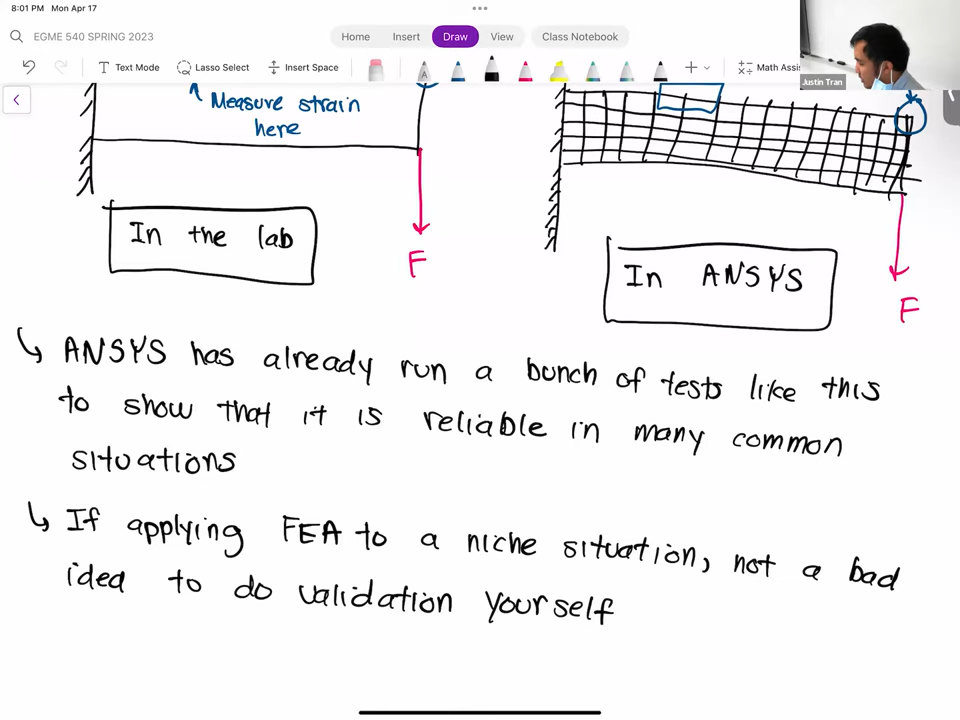 8:01 PM Mon Apr 17
EGME 540 SPRING 2023
Home Insert Draw View Class Notebook
Text Mode Lasso Select Insert Space Math Assis
Justin Tran
Measure strain
here
In the lab
F
In ANSYS
F
ANSYS has already run a bunch of tests like this
to show that it is reliable in many common
situations
If applying FEA to a niche situation, not a bad
idea to do validation yourself